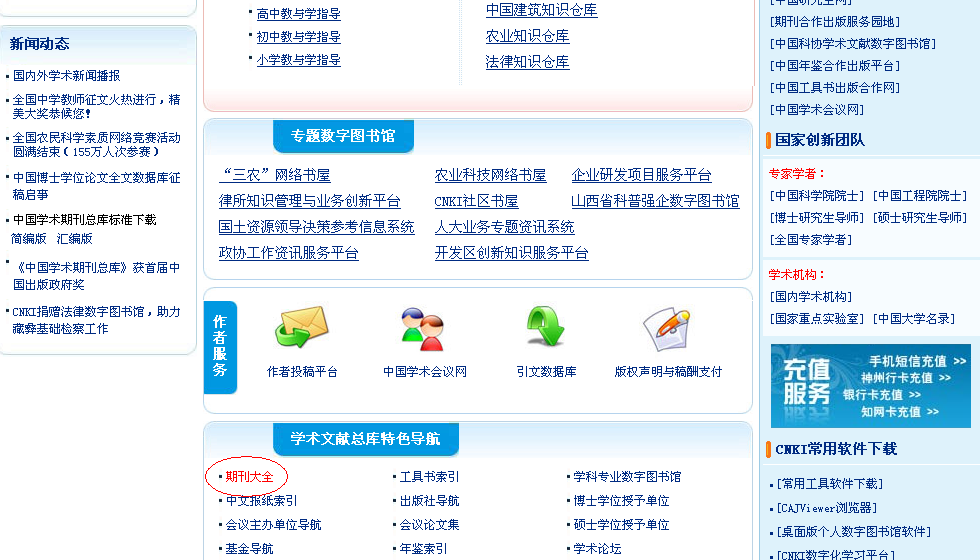 新闻动态
国内外学术新闻播报
全国中学教师征文火热进行，精
美大奖恭候您！
全国农民科学素质网络竞赛活动
圆满结束（155万人次参赛）
中国博士学位论文全文数据库征
稿启事
中国学术期刊总库标准下载
简编版 汇编版
《中国学术期刊总库》获首届中
国出版政府奖
CNKI捐赠法律数字图书馆，助力
藏彝基础检察工作
高中教与学指导
初中教与学指导
小学教与学指导
中国建筑知识仓库
农业知识仓库
法律知识仓库
专题数字图书馆
“三农”网络书屋 农业科技网络书屋 企业研发项目服务平台
律所知识管理与业务创新平台 CNKI社区书屋 山西省科普强企数字图书馆
国土资源领导决策参考信息系统 人大业务专题资讯系统
政协工作资讯服务平台 开发区创新知识服务平台
作者服务
作者投稿平台 中国学术会议网 引文数据库 版权声明与稿酬支付
学术文献总库特色导航
期刊大全 工具书索引 学科专业数字图书馆
中文报纸索引 出版社导航 博士学位授予单位
会议主办单位导航 会议论文集 硕士学位授予单位
基金导航 年鉴索引 学术论坛
[期刊合作出版服务园地]
[中国科协学术文献数字图书馆]
[中国年鉴合作出版平台]
[中国工具书出版合作网]
[中国学术会议网]
国家创新团队
专家学者：
[中国科学院院士] [中国工程院院士]
[博士研究生导师] [硕士研究生导师]
[全国专家学者]
学术机构：
[国内学术机构]
[国家重点实验室] [中国大学名录]
充值
服务
手机短信充值 >>
神州行卡充值 >>
银行卡充值 >>
知网卡充值 >>
CNKI常用软件下载
[常用工具软件下载]
[CAJViewer浏览器]
[桌面版个人数字图书馆软件]
[CNKI数字化学习平台]